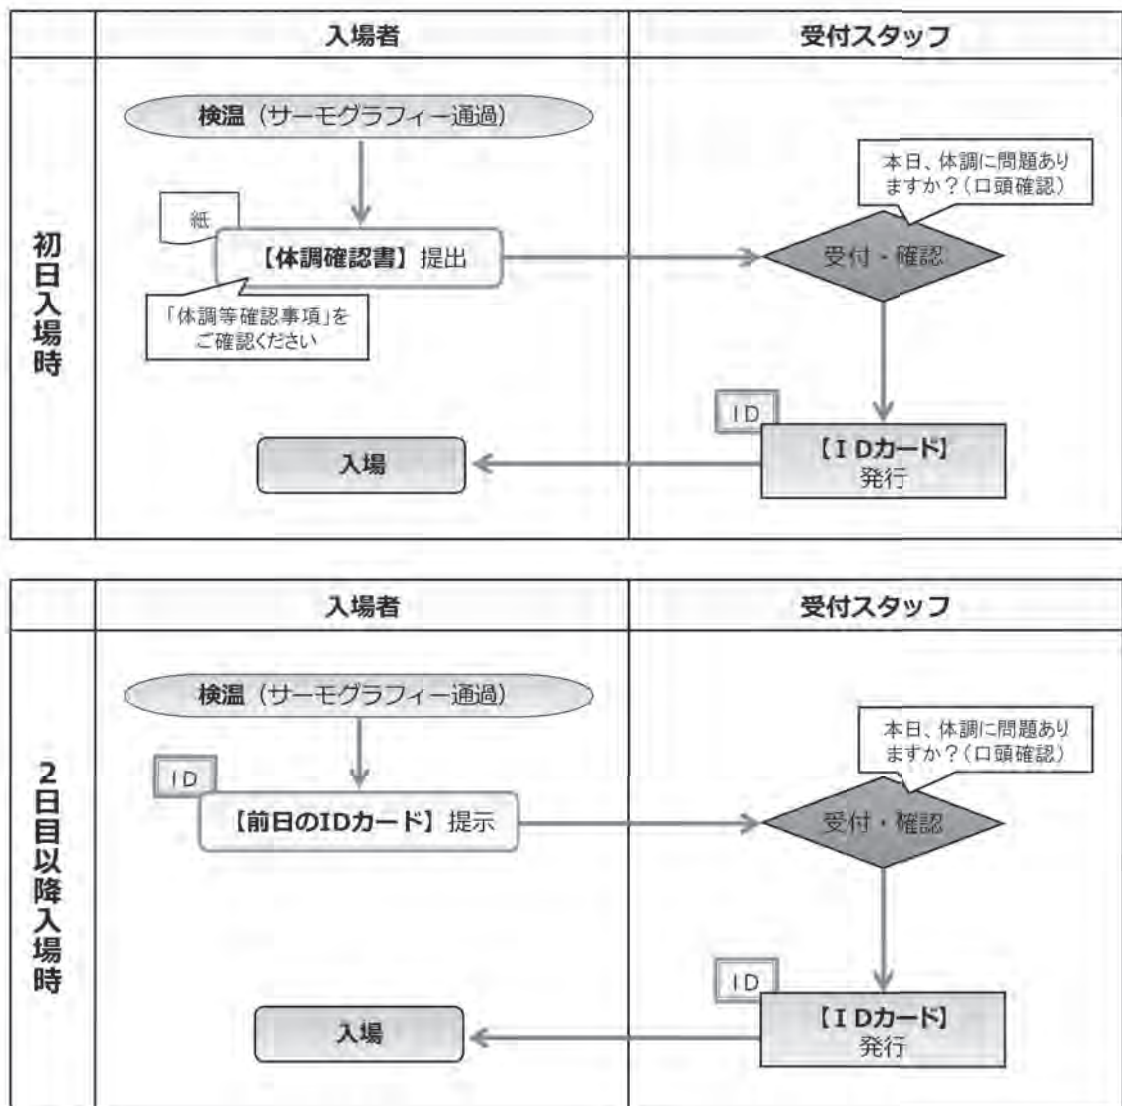 入場者
受付スタッフ
初日入場時
検温（サーモグラフィー通過）
本日、体調に問題あり
ますか？（口頭確認）
紙
【体調確認書】提出
受付・確認
「体調等確認事項」を
ご確認ください
ID
【IDカード】
発行
入場
入場者
受付スタッフ
2日目以降入場時
検温（サーモグラフィー通過）
本日、体調に問題あり
ますか？（口頭確認）
ID
【前日のIDカード】提示
受付・確認
ID
【IDカード】
発行
入場